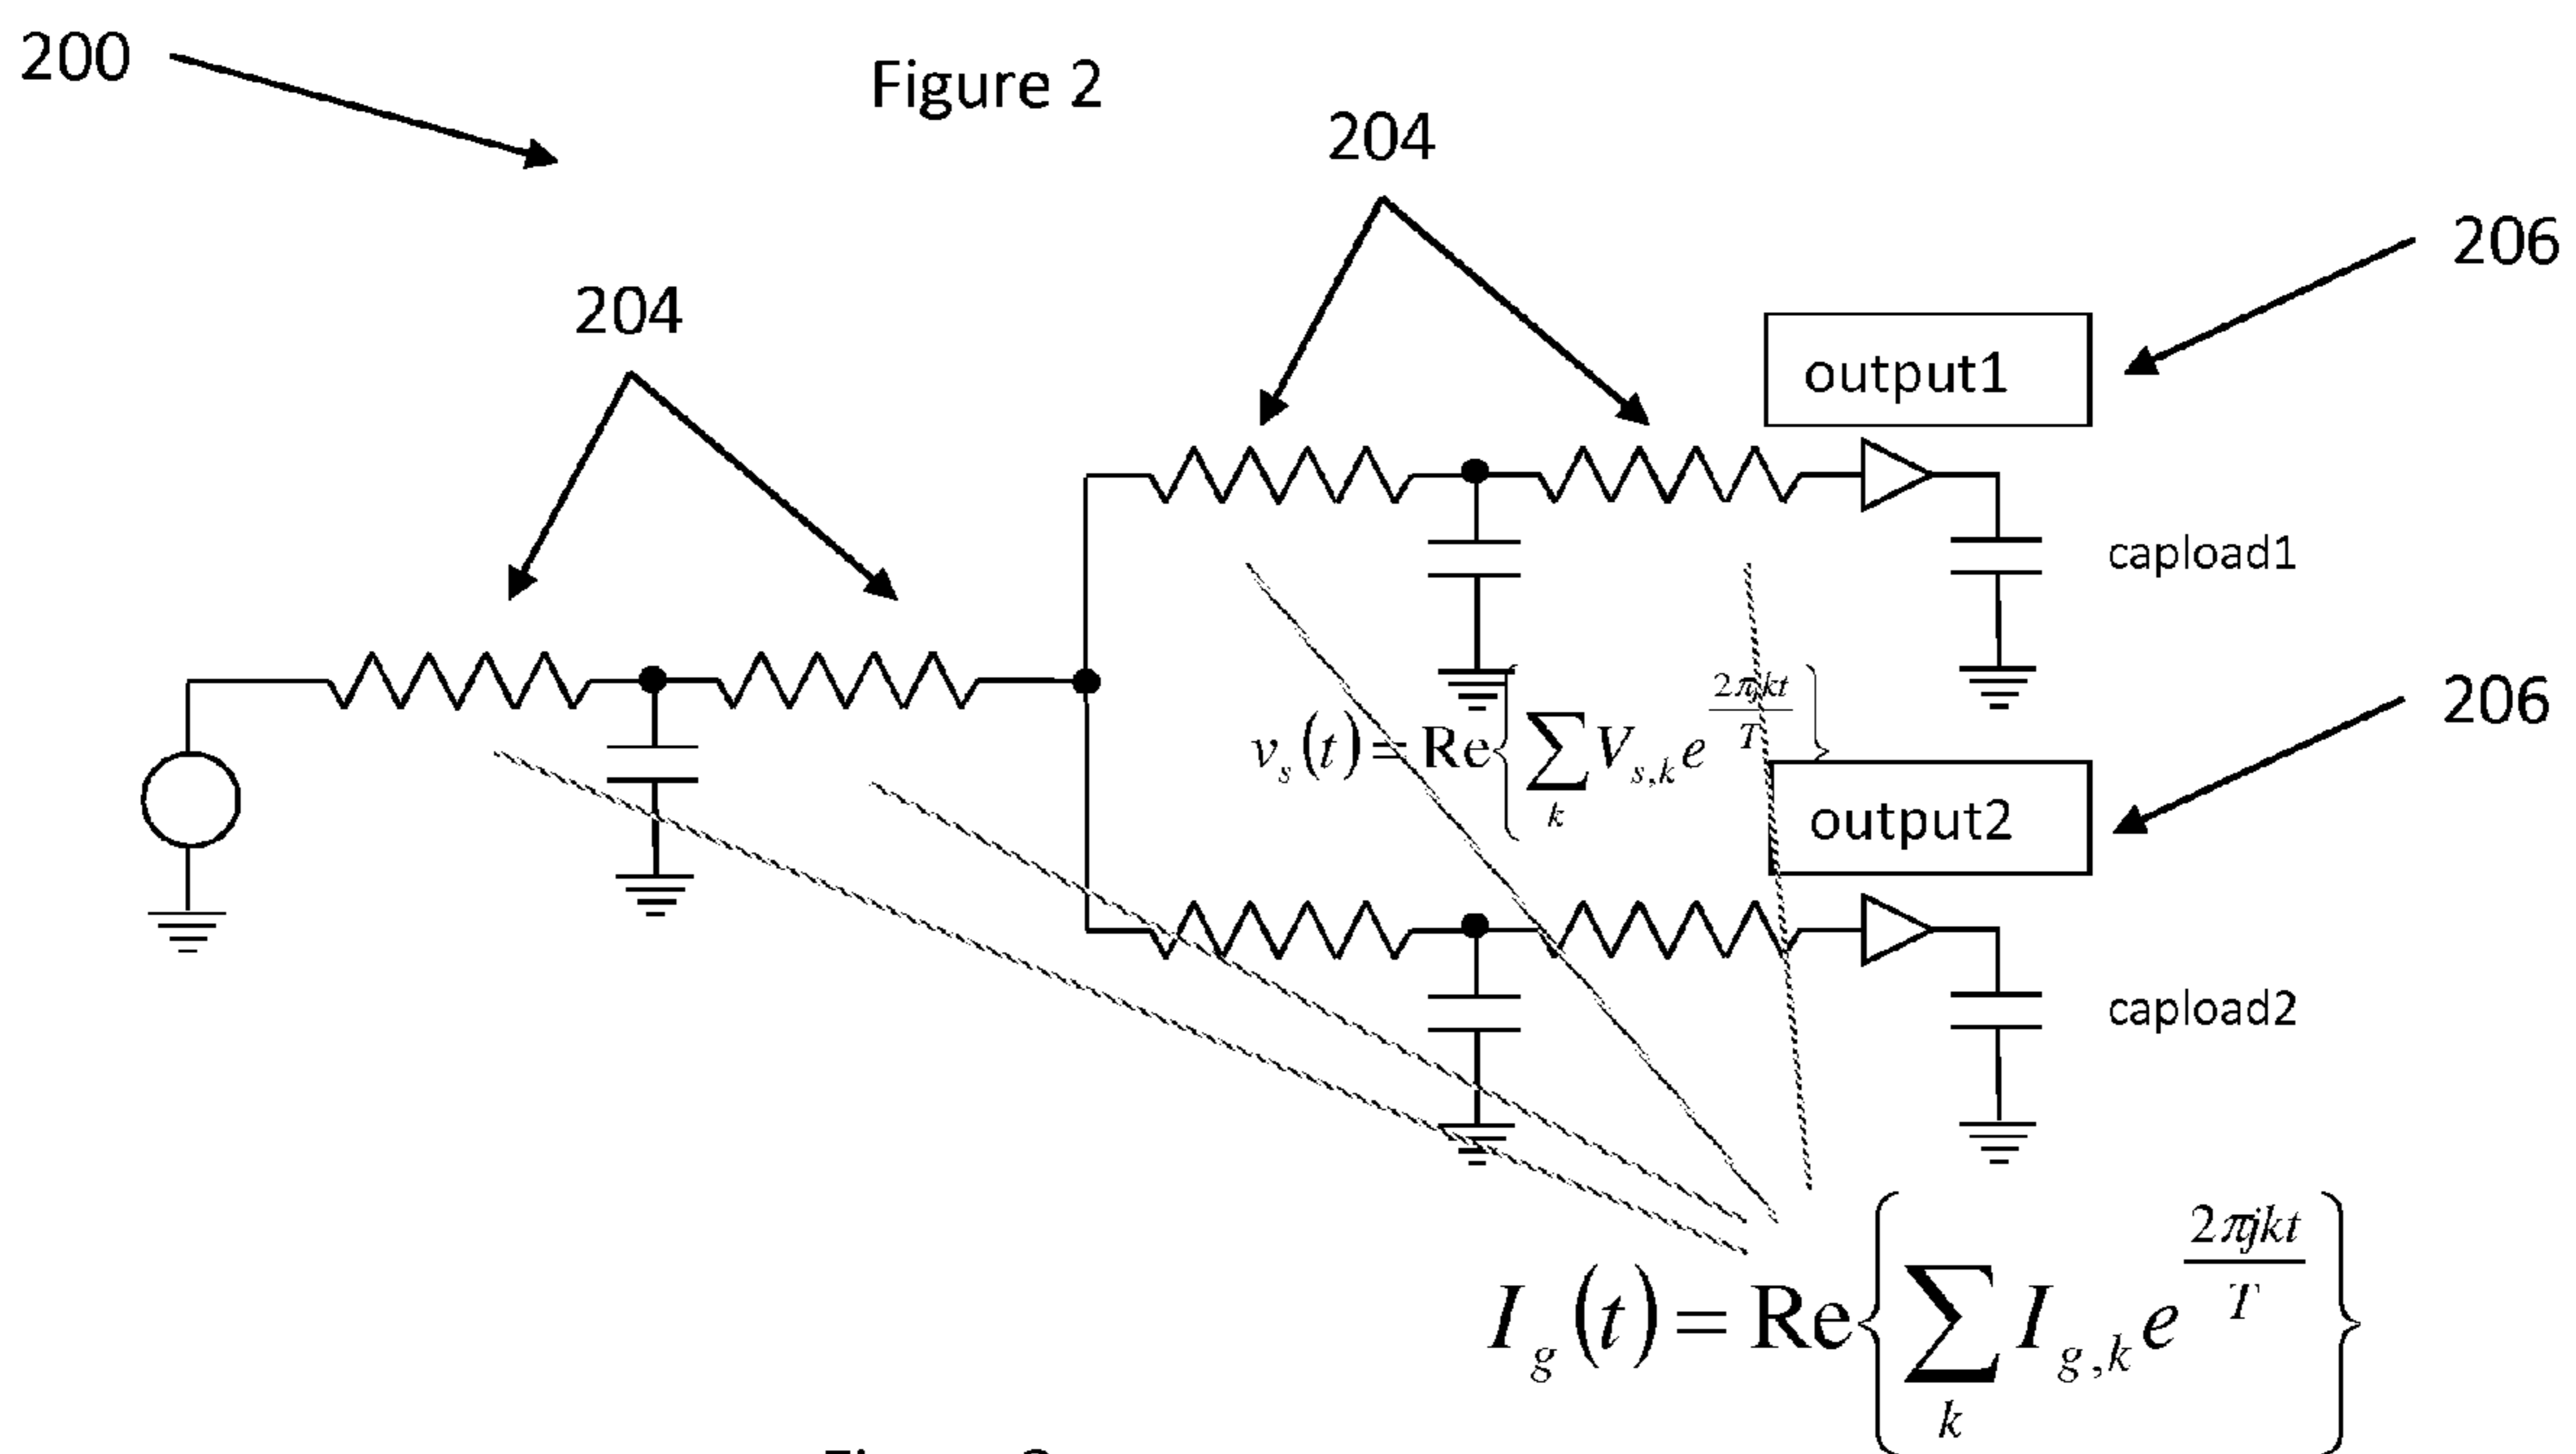 200
Figure 2
204
206
204
output1
capload1
206
v_s(t) = Re{∑_k V_{s,k} e^{2πjkt/T}}
output2
capload2
I_g(t) = Re{∑_k I_{g,k} e^{2πjkt/T}}